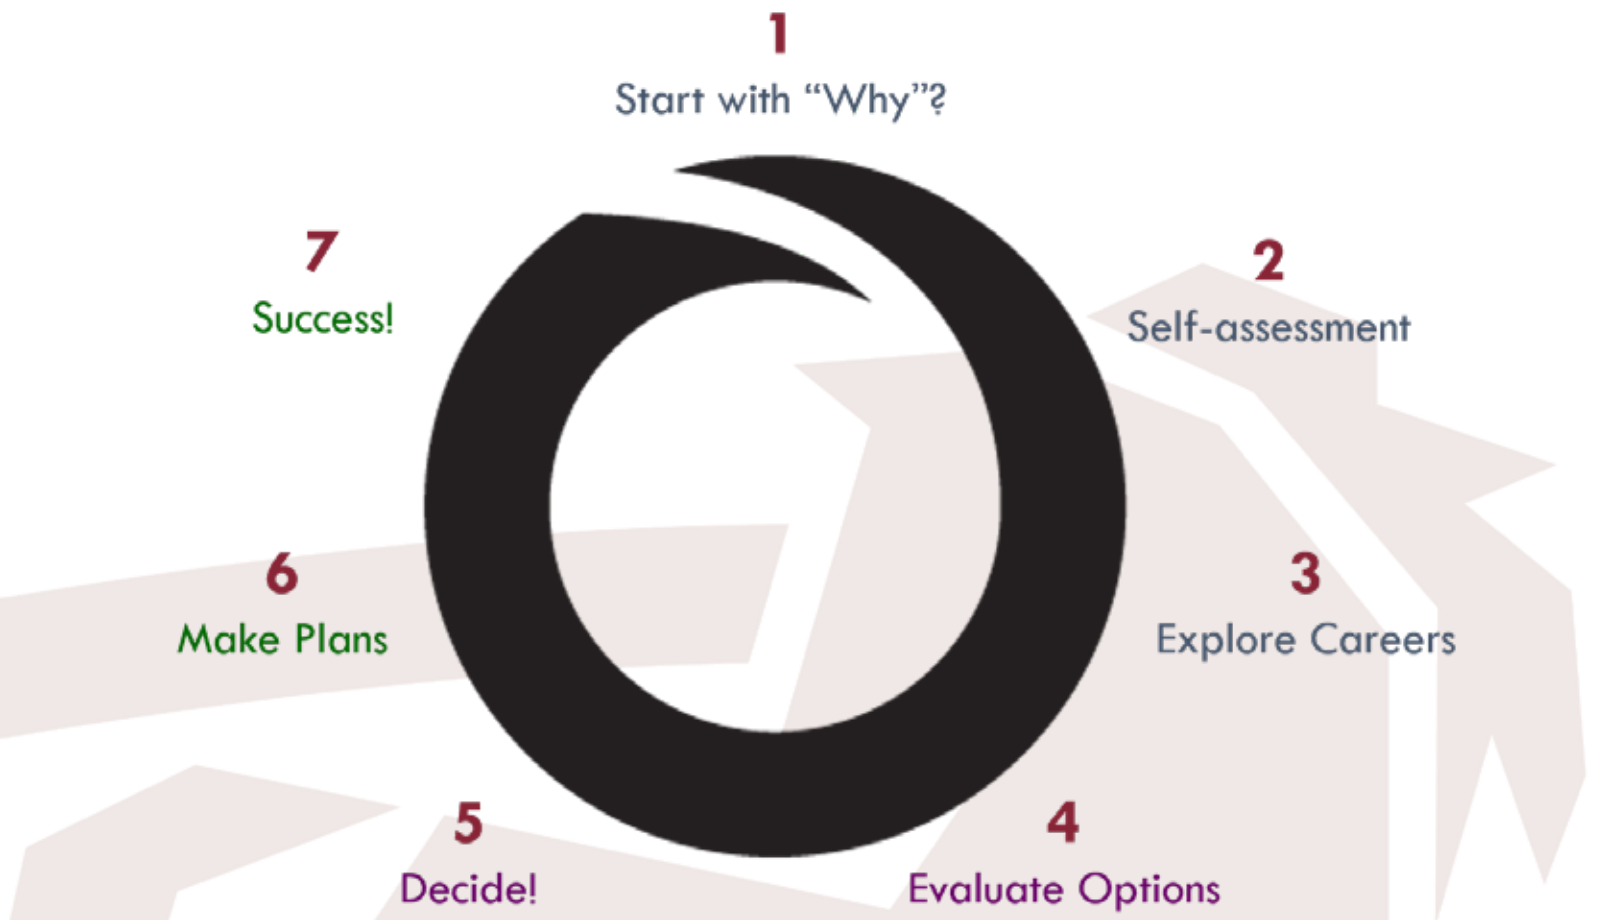 1
Start with “Why”?
2
Self-assessment
3
Explore Careers
4
Evaluate Options
5
Decide!
6
Make Plans
7
Success!